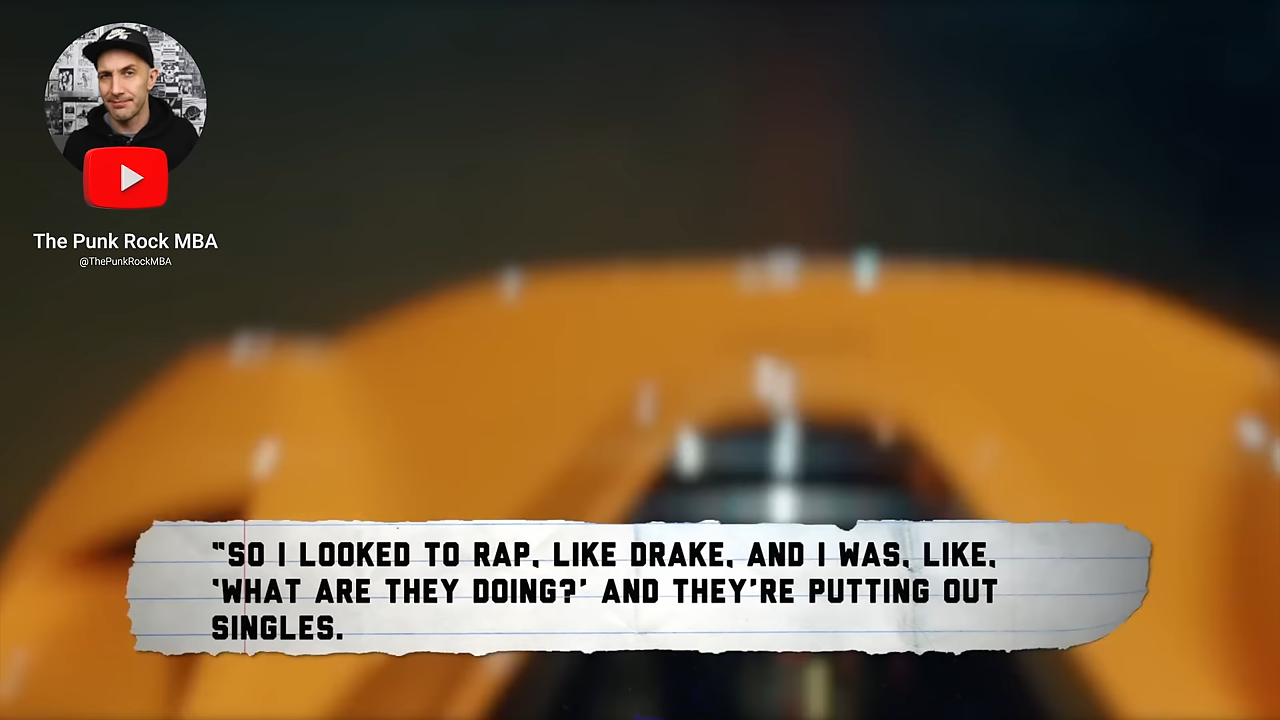 The Punk Rock MBA
@ThePunkRockMBA
"SO I LOOKED TO RAP, LIKE DRAKE, AND I WAS, LIKE,
'WHAT ARE THEY DOING?' AND THEY'RE PUTTING OUT
SINGLES.